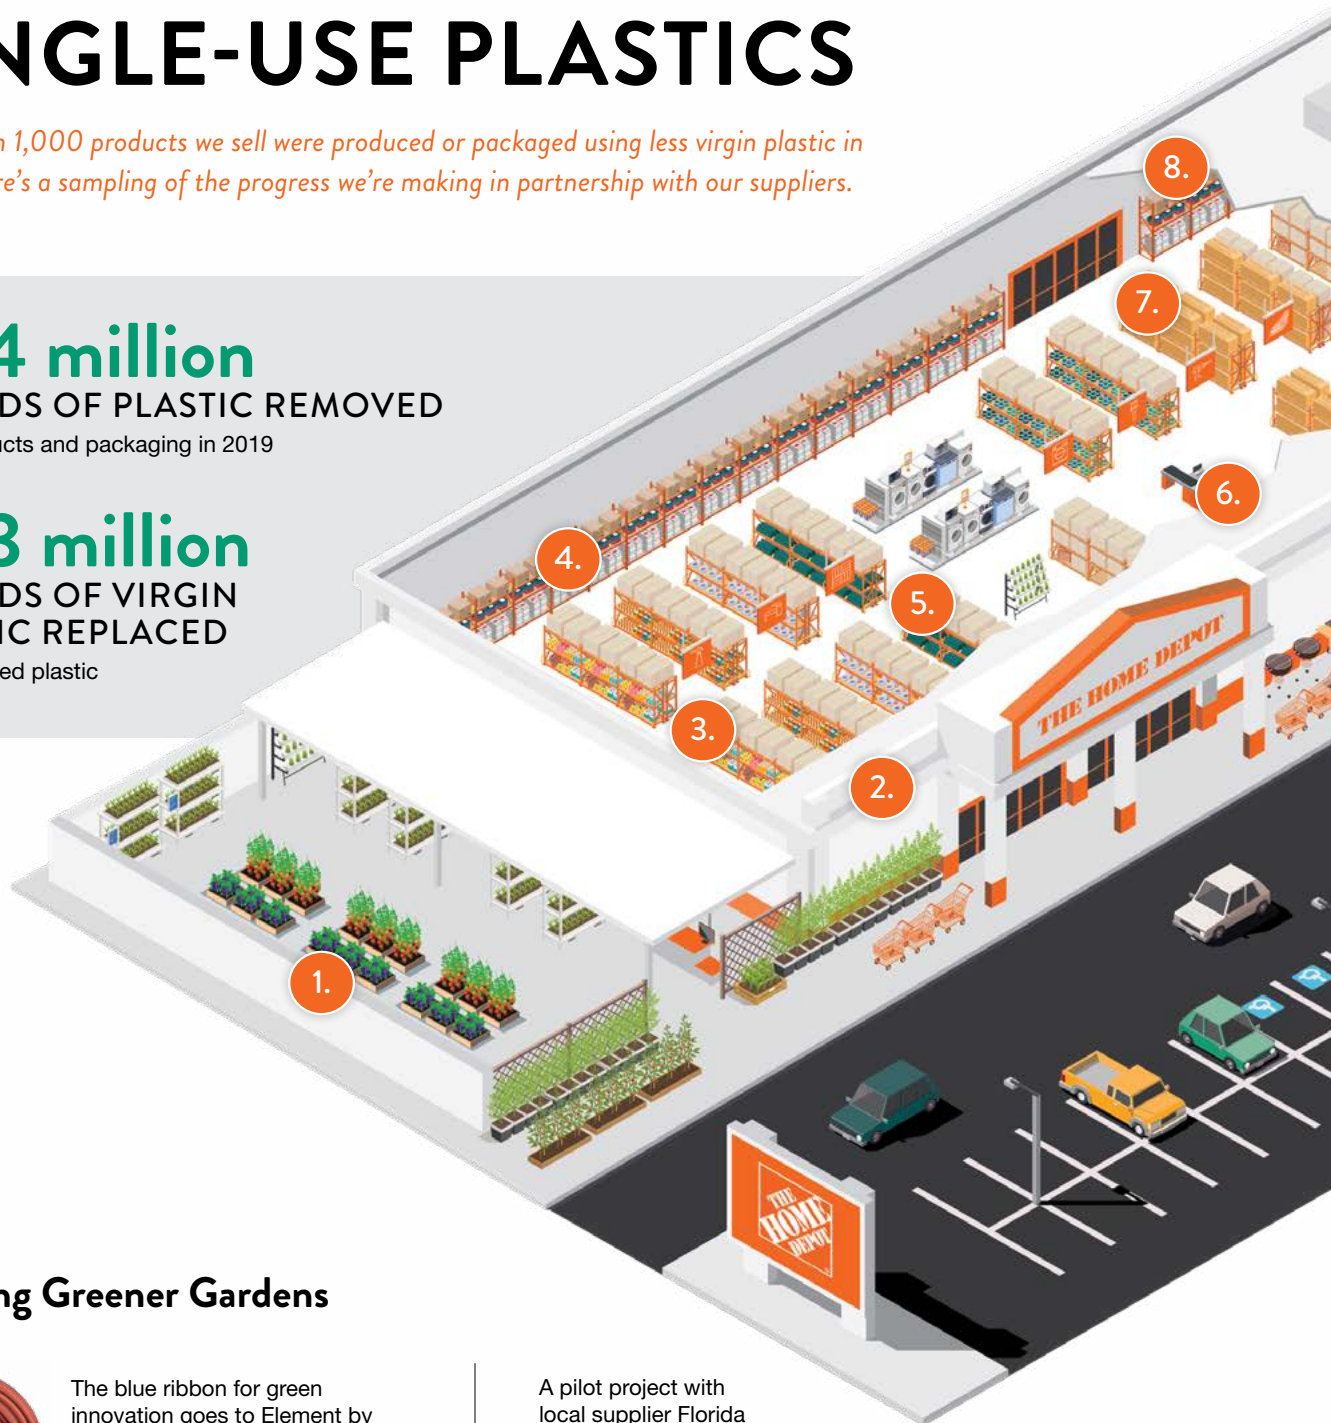 NGLE-USE PLASTICS
n 1,000 products we sell were produced or packaged using less virgin plastic in
re's a sampling of the progress we're making in partnership with our suppliers.
4 million
DS OF PLASTIC REMOVED
ucts and packaging in 2019
3 million
DS OF VIRGIN
IC REPLACED
ed plastic
8.
7.
6.
4.
5.
3.
2.
1.
THE HOME DEPOT
THE
HOME
DEPOT
ng Greener Gardens
The blue ribbon for green
innovation goes to Element by
A pilot project with
local supplier Florida